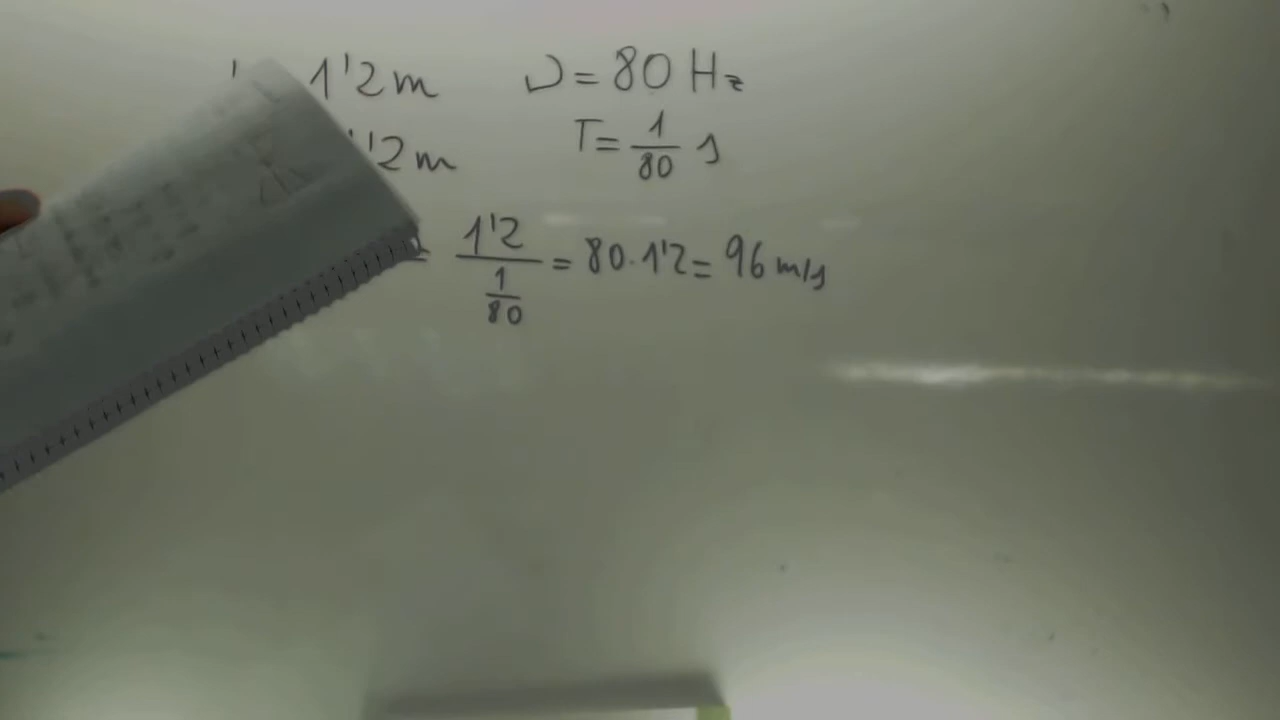 1'2m ν = 80 Hz
'2m T = 1/80 s
= 1'2 / (1/80) = 80 · 1'2 = 96 m/s